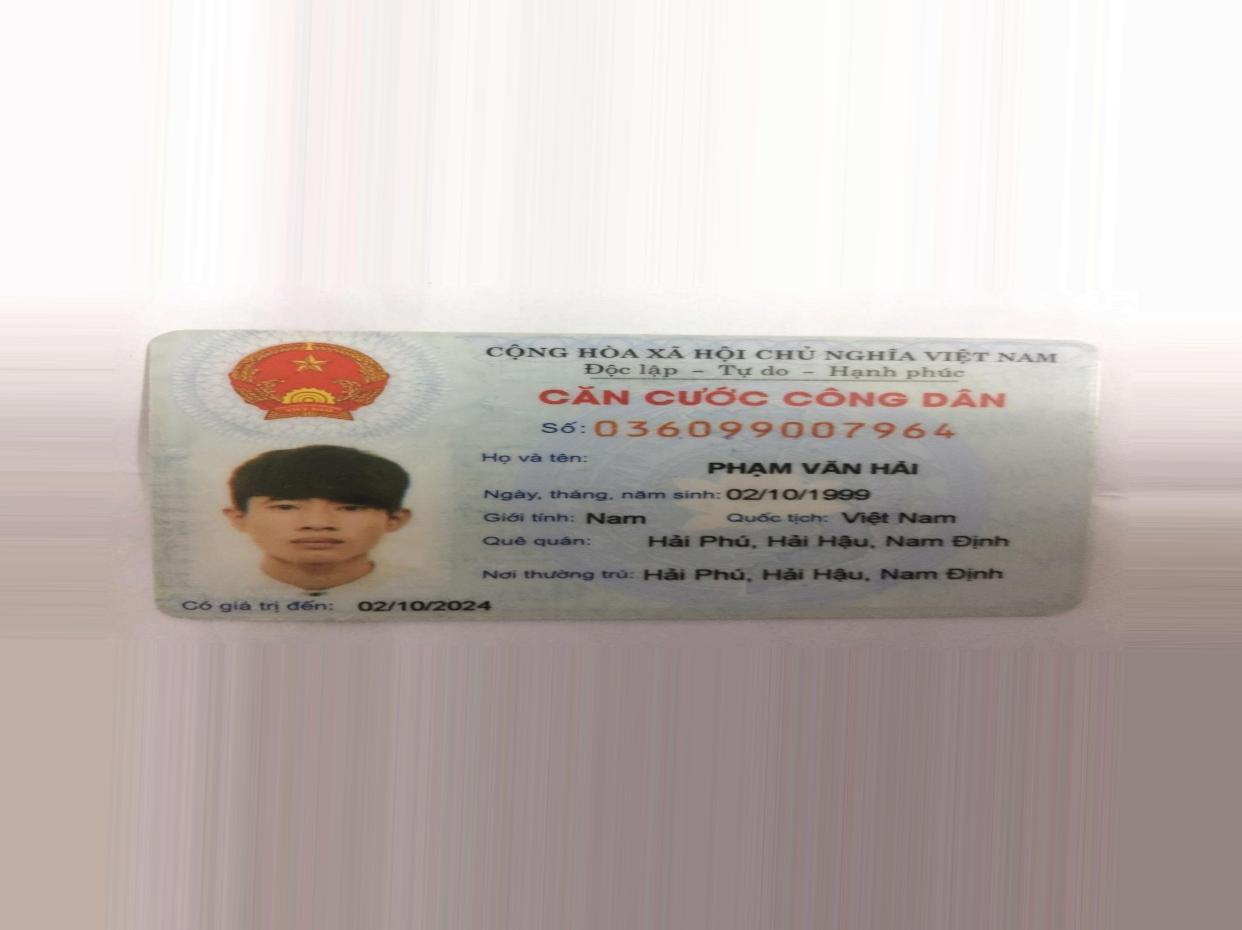 CỘNG HÒA XÃ HỘI CHỦ NGHĨA VIỆT NAM
Độc lập – Tự do – Hạnh phúc
CĂN CƯỚC CÔNG DÂN
Số: 036099007964
Họ và tên: PHẠM VĂN HẢI
Ngày, tháng, năm sinh: 02/10/1999
Giới tính: Nam Quốc tịch: Việt Nam
Quê quán: Hải Phú, Hải Hậu, Nam Định
Nơi thường trú: Hải Phú, Hải Hậu, Nam Định
Có giá trị đến: 02/10/2024